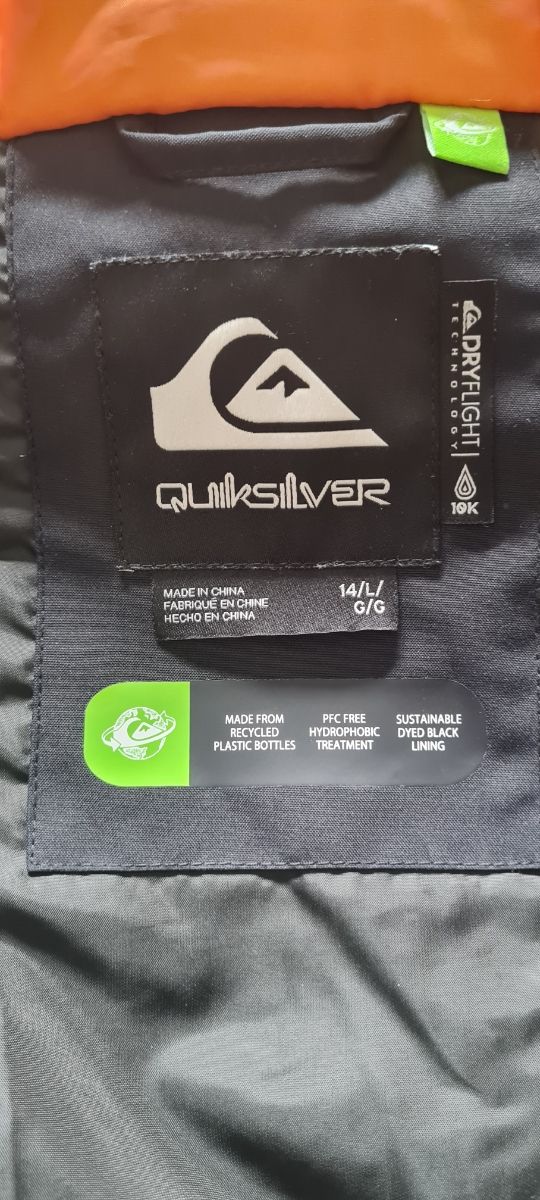 QUIKSILVER
DRYFLIGHT
TECHNOLOGY
10K
MADE IN CHINA
FABRIQUÉ EN CHINE
HECHO EN CHINA
14/L/
G/G
MADE FROM
RECYCLED
PLASTIC BOTTLES
PFC FREE
HYDROPHOBIC
TREATMENT
SUSTAINABLE
DYED BLACK
LINING